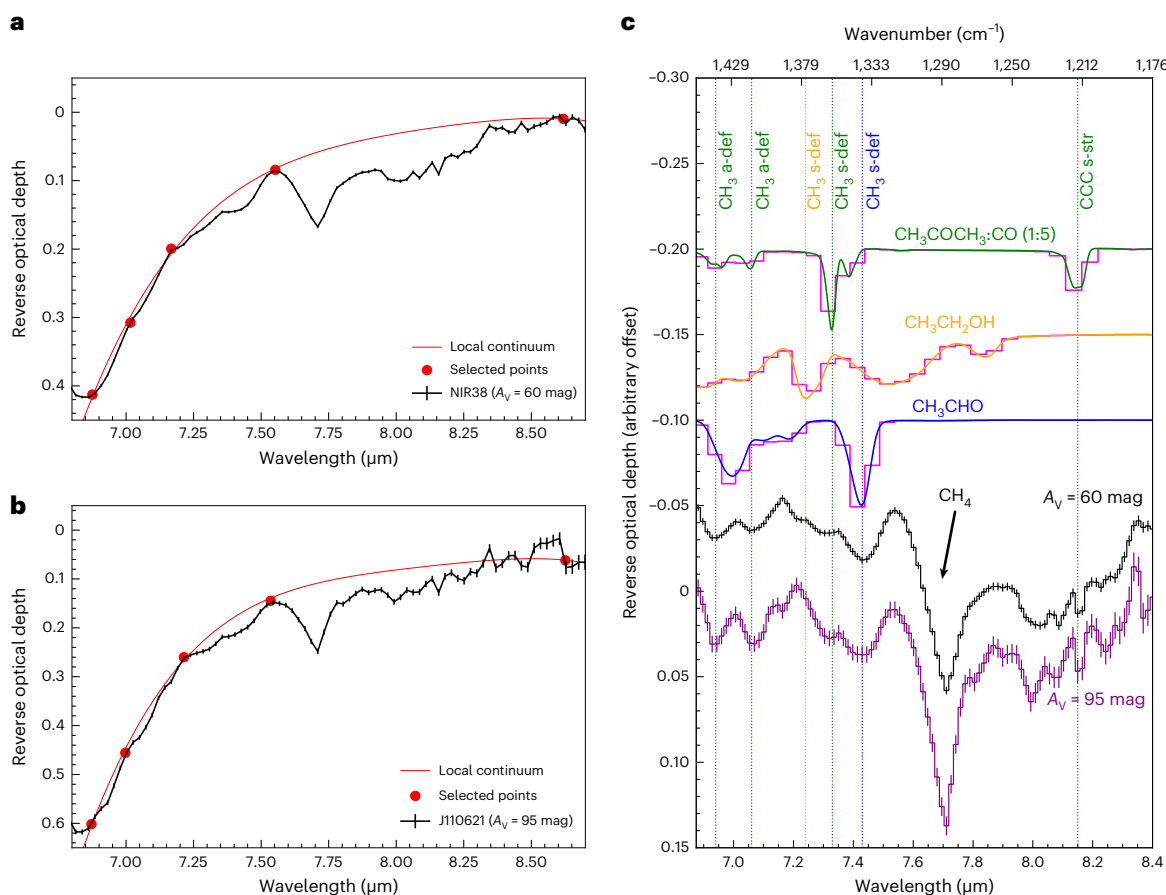 a
0
0.1
0.2
0.3
0.4
Reverse optical depth
Local continuum
Selected points
NIR38 (A_V = 60 mag)
7.00 7.25 7.50 7.75 8.00 8.25 8.50
Wavelength (µm)
b
0
0.1
0.2
0.3
0.4
0.5
0.6
Reverse optical depth
Local continuum
Selected points
J110621 (A_V = 95 mag)
7.00 7.25 7.50 7.75 8.00 8.25 8.50
Wavelength (µm)
c
Wavenumber (cm⁻¹)
1,429 1,379 1,333 1,290 1,250 1,212 1,176
−0.30
−0.25
−0.20
−0.15
−0.10
−0.05
0
0.05
0.10
0.15
Reverse optical depth (arbitrary offset)
CH₃ a-def
CH₃ a-def
CH₃ s-def
CH₃ s-def
CH₃ s-def
CCC s-str
CH₃COCH₃:CO (1:5)
CH₃CH₂OH
CH₃CHO
CH₄
A_V = 60 mag
A_V = 95 mag
7.0 7.2 7.4 7.6 7.8 8.0 8.2 8.4
Wavelength (µm)